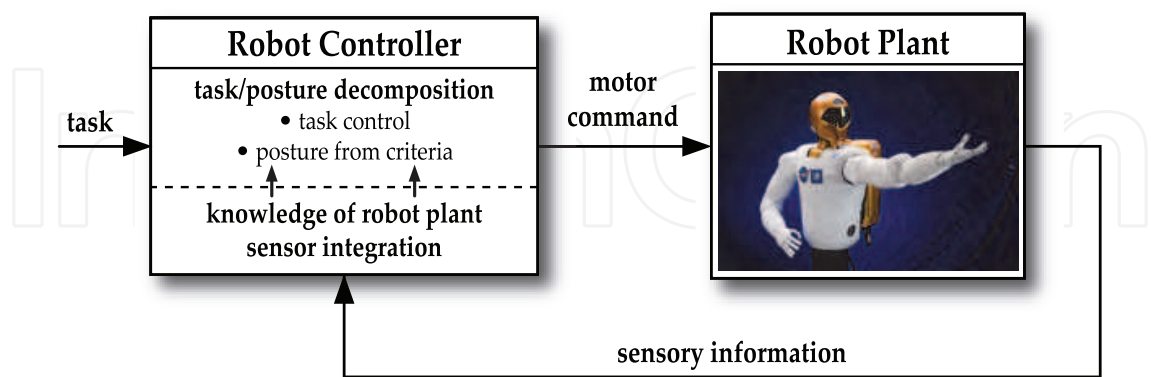 Robot Controller
task/posture decomposition
• task control
• posture from criteria
knowledge of robot plant
sensor integration
task
motor
command
Robot Plant
sensory information